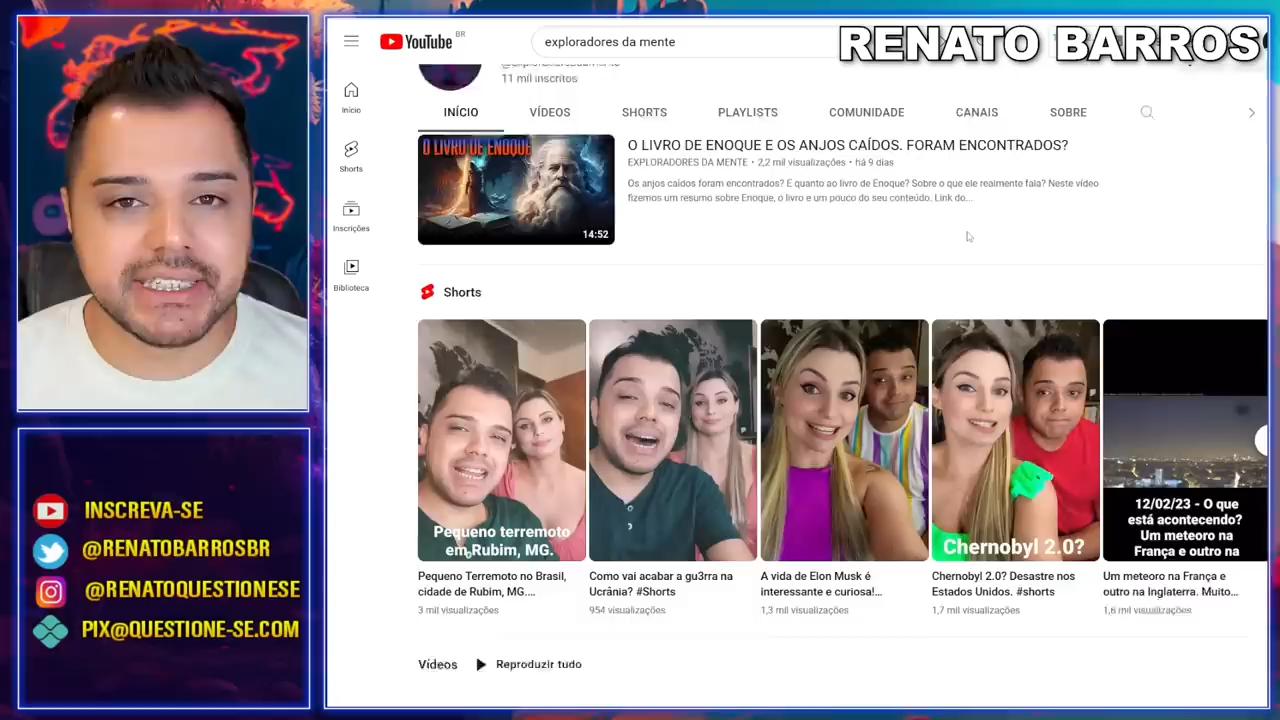 RENATO BARROS
YouTube BR
exploradores da mente
11 mil inscritos
INÍCIO VÍDEOS SHORTS PLAYLISTS COMUNIDADE CANAIS SOBRE
Início
Shorts
Inscrições
Biblioteca
O LIVRO DE ENOQUE
14:52
O LIVRO DE ENOQUE E OS ANJOS CAÍDOS. FORAM ENCONTRADOS?
EXPLORADORES DA MENTE • 2,2 mil visualizações • há 9 dias
Os anjos caídos foram encontrados? E quanto ao livro de Enoque? Sobre o que ele realmente fala? Neste vídeo
fizemos um resumo sobre Enoque, o livro e um pouco do seu conteúdo. Link do...
Shorts
Pequeno terremoto
em Rubim, MG.
Chernobyl 2.0?
12/02/23 - O que
está acontecendo?
Um meteoro na
França e outro na
Pequeno Terremoto no Brasil,
cidade de Rubim, MG....
3 mil visualizações
Como vai acabar a gu3rra na
Ucrânia? #Shorts
954 visualizações
A vida de Elon Musk é
interessante e curiosa!...
1,3 mil visualizações
Chernobyl 2.0? Desastre nos
Estados Unidos. #shorts
1,7 mil visualizações
Um meteoro na França e
outro na Inglaterra. Muito...
1,6 mil visualizações
Vídeos Reproduzir tudo
INSCREVA-SE
@RENATOBARROSBR
@RENATOQUESTIONESE
PIX@QUESTIONE-SE.COM